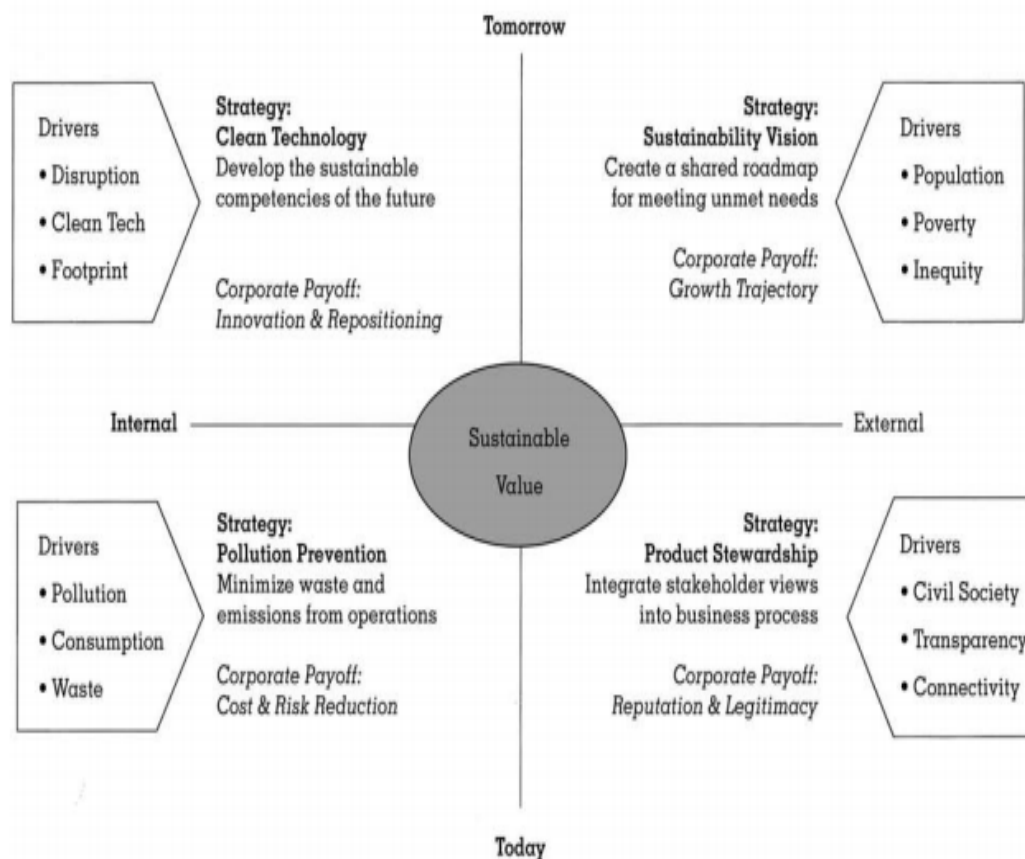 Tomorrow
Drivers
• Disruption
• Clean Tech
• Footprint
Strategy:
Clean Technology
Develop the sustainable
competencies of the future
Corporate Payoff:
Innovation & Repositioning
Strategy:
Sustainability Vision
Create a shared roadmap
for meeting unmet needs
Corporate Payoff:
Growth Trajectory
Drivers
• Population
• Poverty
• Inequity
Internal
Sustainable
Value
External
Drivers
• Pollution
• Consumption
• Waste
Strategy:
Pollution Prevention
Minimize waste and
emissions from operations
Corporate Payoff:
Cost & Risk Reduction
Strategy:
Product Stewardship
Integrate stakeholder views
into business process
Corporate Payoff:
Reputation & Legitimacy
Drivers
• Civil Society
• Transparency
• Connectivity
Today